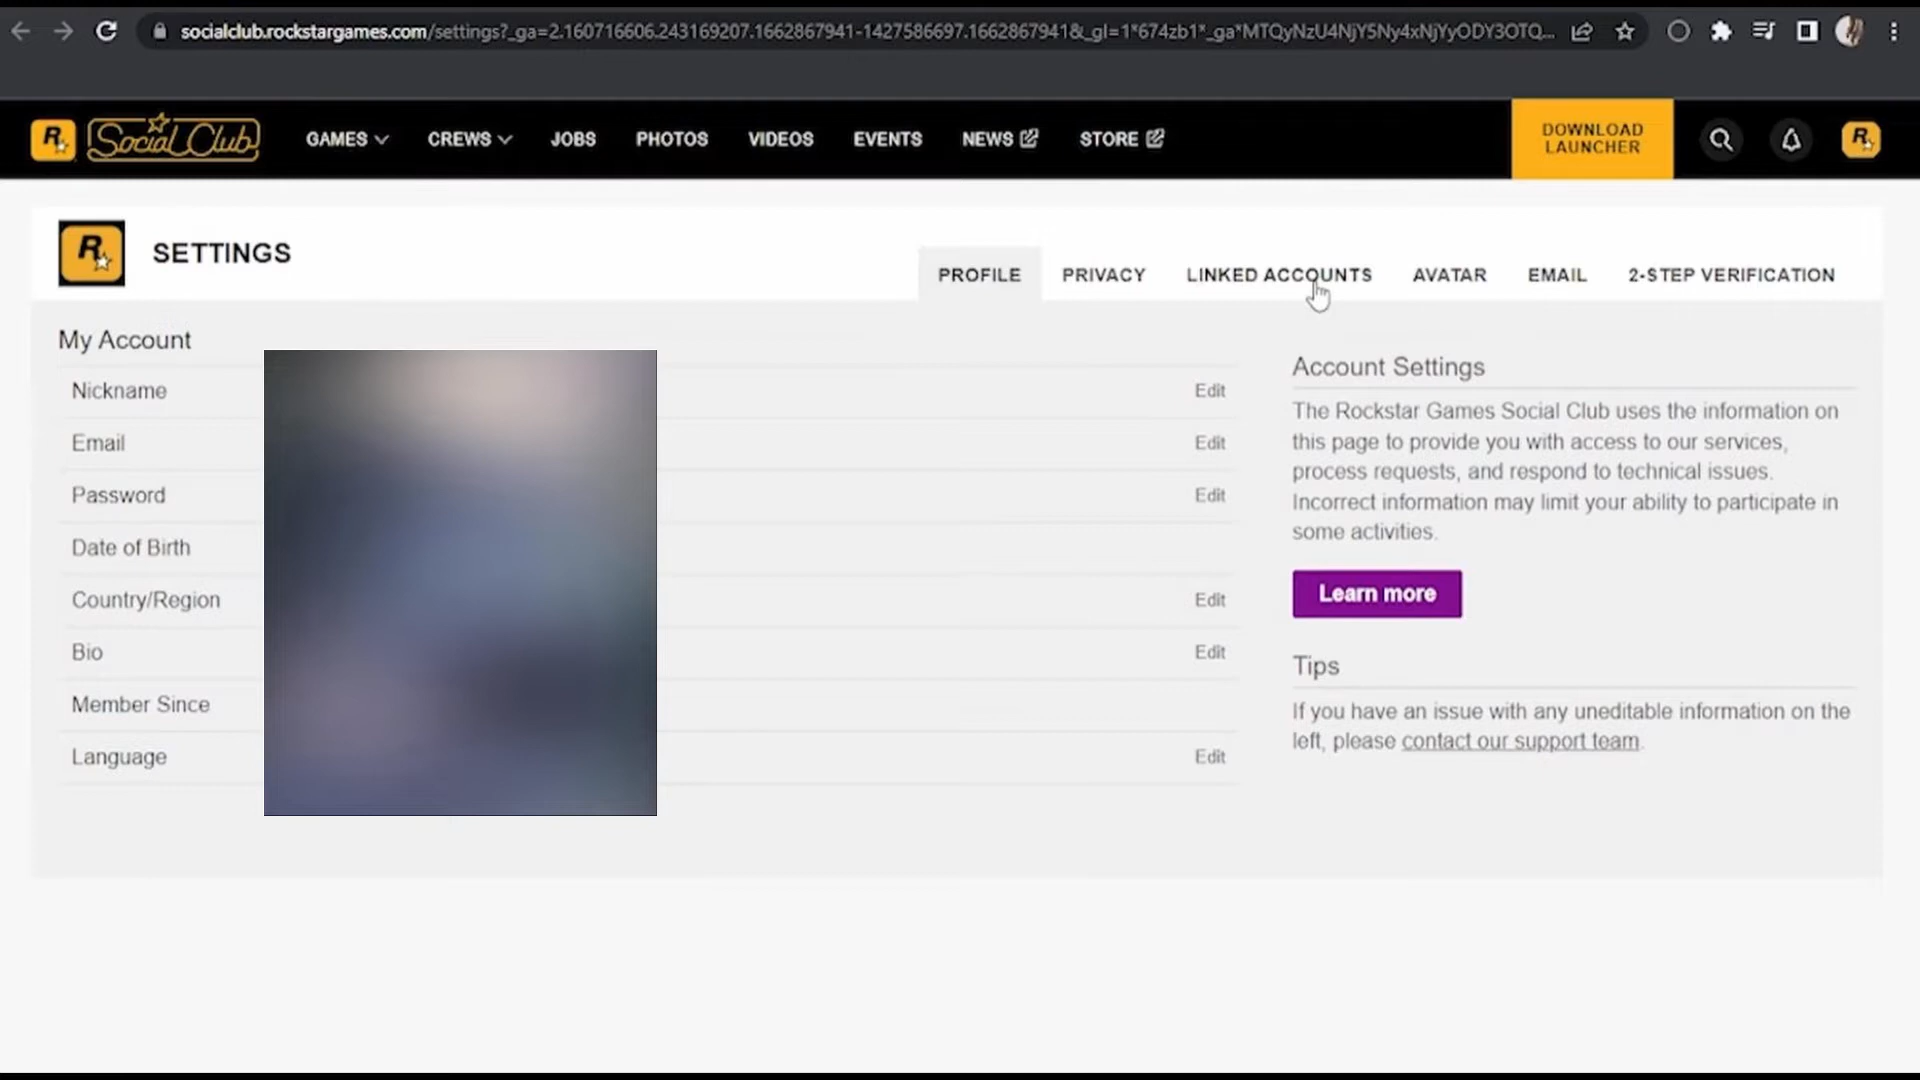 socialclub.rockstargames.com/settings?_ga=2.160716606.243169207.1662867941-1427586697.1662867941&_gl=1*674zb1*_ga*MTQyNzU4NjY5Ny4xNjYyODY3OTQ...
R Social Club GAMES CREWS JOBS PHOTOS VIDEOS EVENTS NEWS STORE DOWNLOAD LAUNCHER R
R SETTINGS
PROFILE PRIVACY LINKED ACCOUNTS AVATAR EMAIL 2-STEP VERIFICATION
My Account
Nickname Edit
Email Edit
Password Edit
Date of Birth
Country/Region Edit
Bio Edit
Member Since
Language Edit
Account Settings
The Rockstar Games Social Club uses the information on
this page to provide you with access to our services,
process requests, and respond to technical issues.
Incorrect information may limit your ability to participate in
some activities.
Learn more
Tips
If you have an issue with any uneditable information on the
left, please contact our support team.